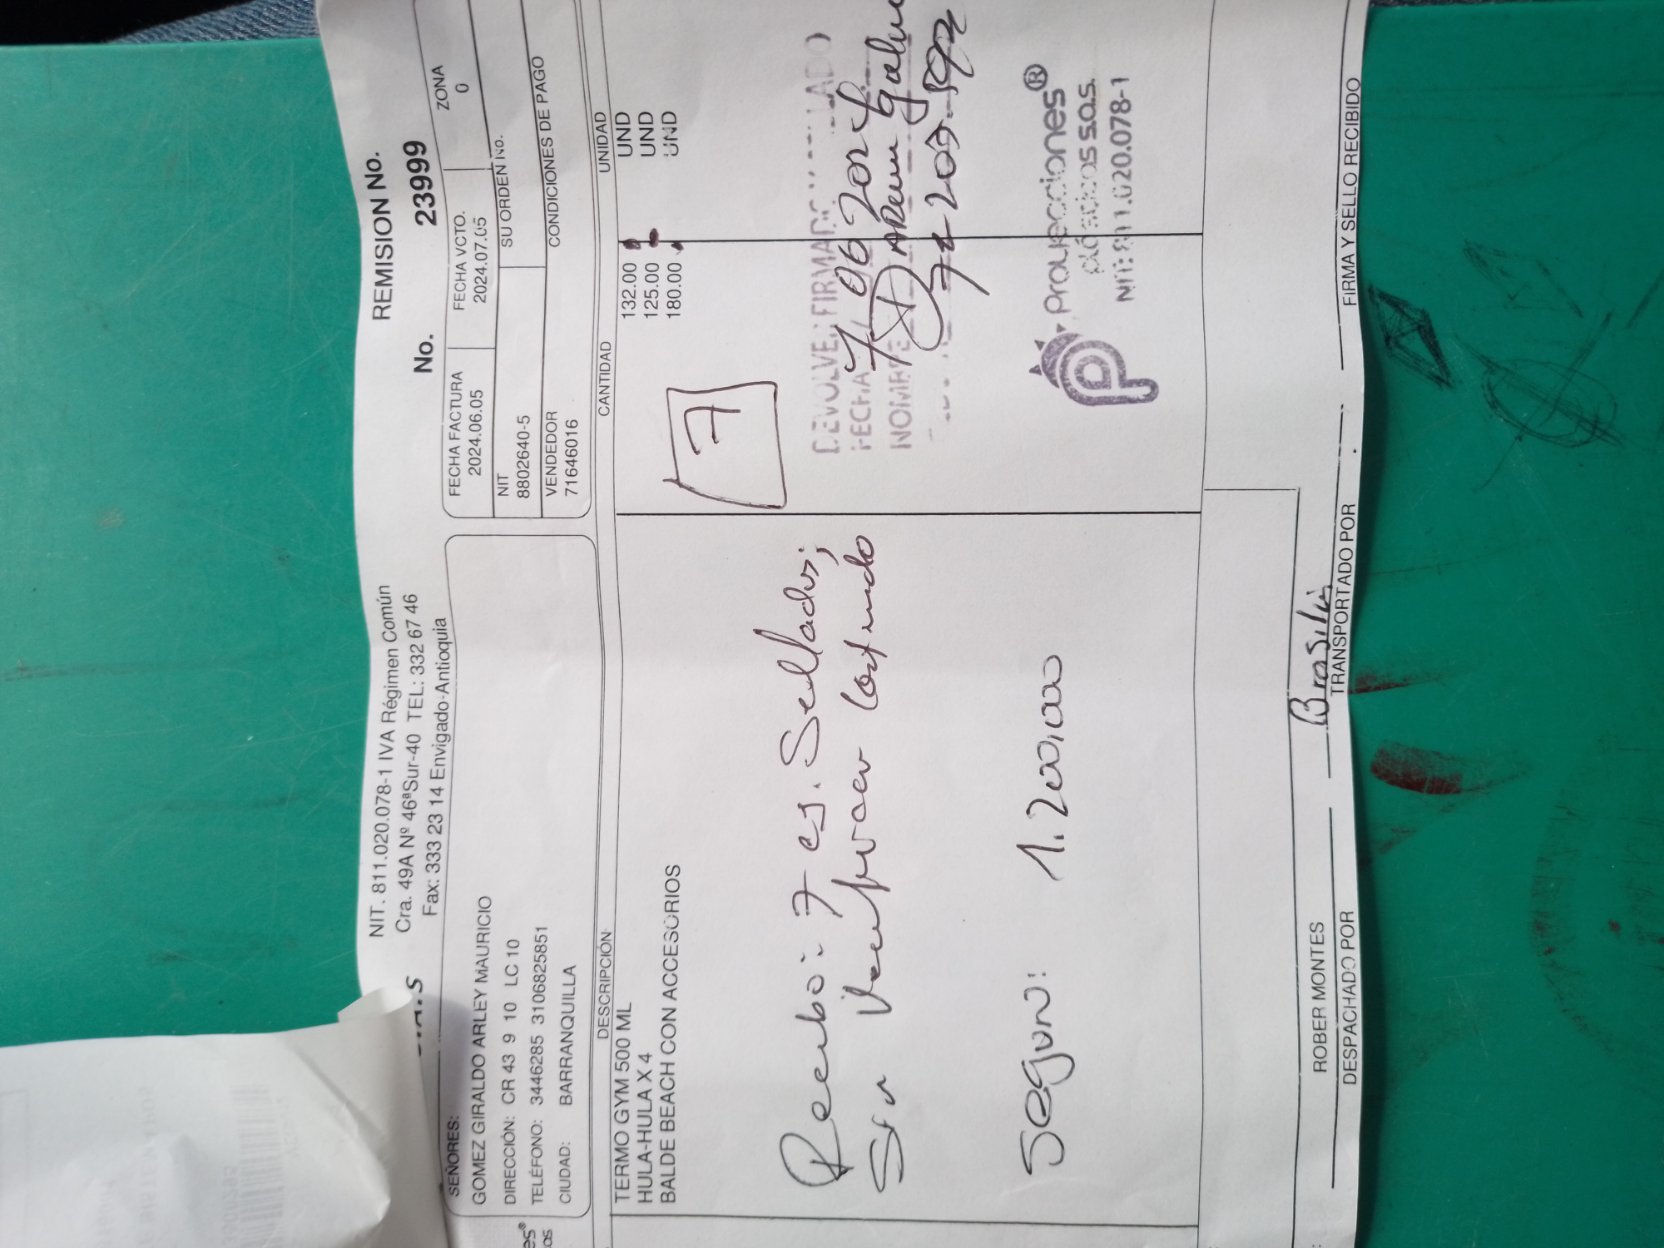 NIT. 811.020.078-1 IVA Régimen Común
Cra. 49A Nº 46ªSur-40 TEL: 332 67 46
Fax: 333 23 14 Envigado-Antioquia
REMISION No.
No. 23999
SEÑORES:
GOMEZ GIRALDO ARLEY MAURICIO
DIRECCIÓN: CR 43 9 10 LC 10
TELÉFONO: 3446285 3106825851
CIUDAD: BARRANQUILLA
FECHA FACTURA FECHA VCTO. ZONA
2024.06.05 2024.07.05 0
NIT SU ORDEN No.
8802640-5
VENDEDOR CONDICIONES DE PAGO
71646016
DESCRIPCIÓN CANTIDAD UNIDAD
TERMO GYM 500 ML 132.00 UND
HULA-HULA X 4 125.00 UND
BALDE BEACH CON ACCESORIOS 180.00 UND
7
Recibo: 7 cj. Sellados;
Sin Verificar Contenido
DEVOLVER FIRMADO
FECHA 7 06 2024
NOMBRE
Segun: 1.200.000
Proyecciones®
plásticas s.a.s.
NIT: 811.020.078-1
ROBER MONTES
DESPACHADO POR
Brasilia
TRANSPORTADO POR
FIRMA Y SELLO RECIBIDO